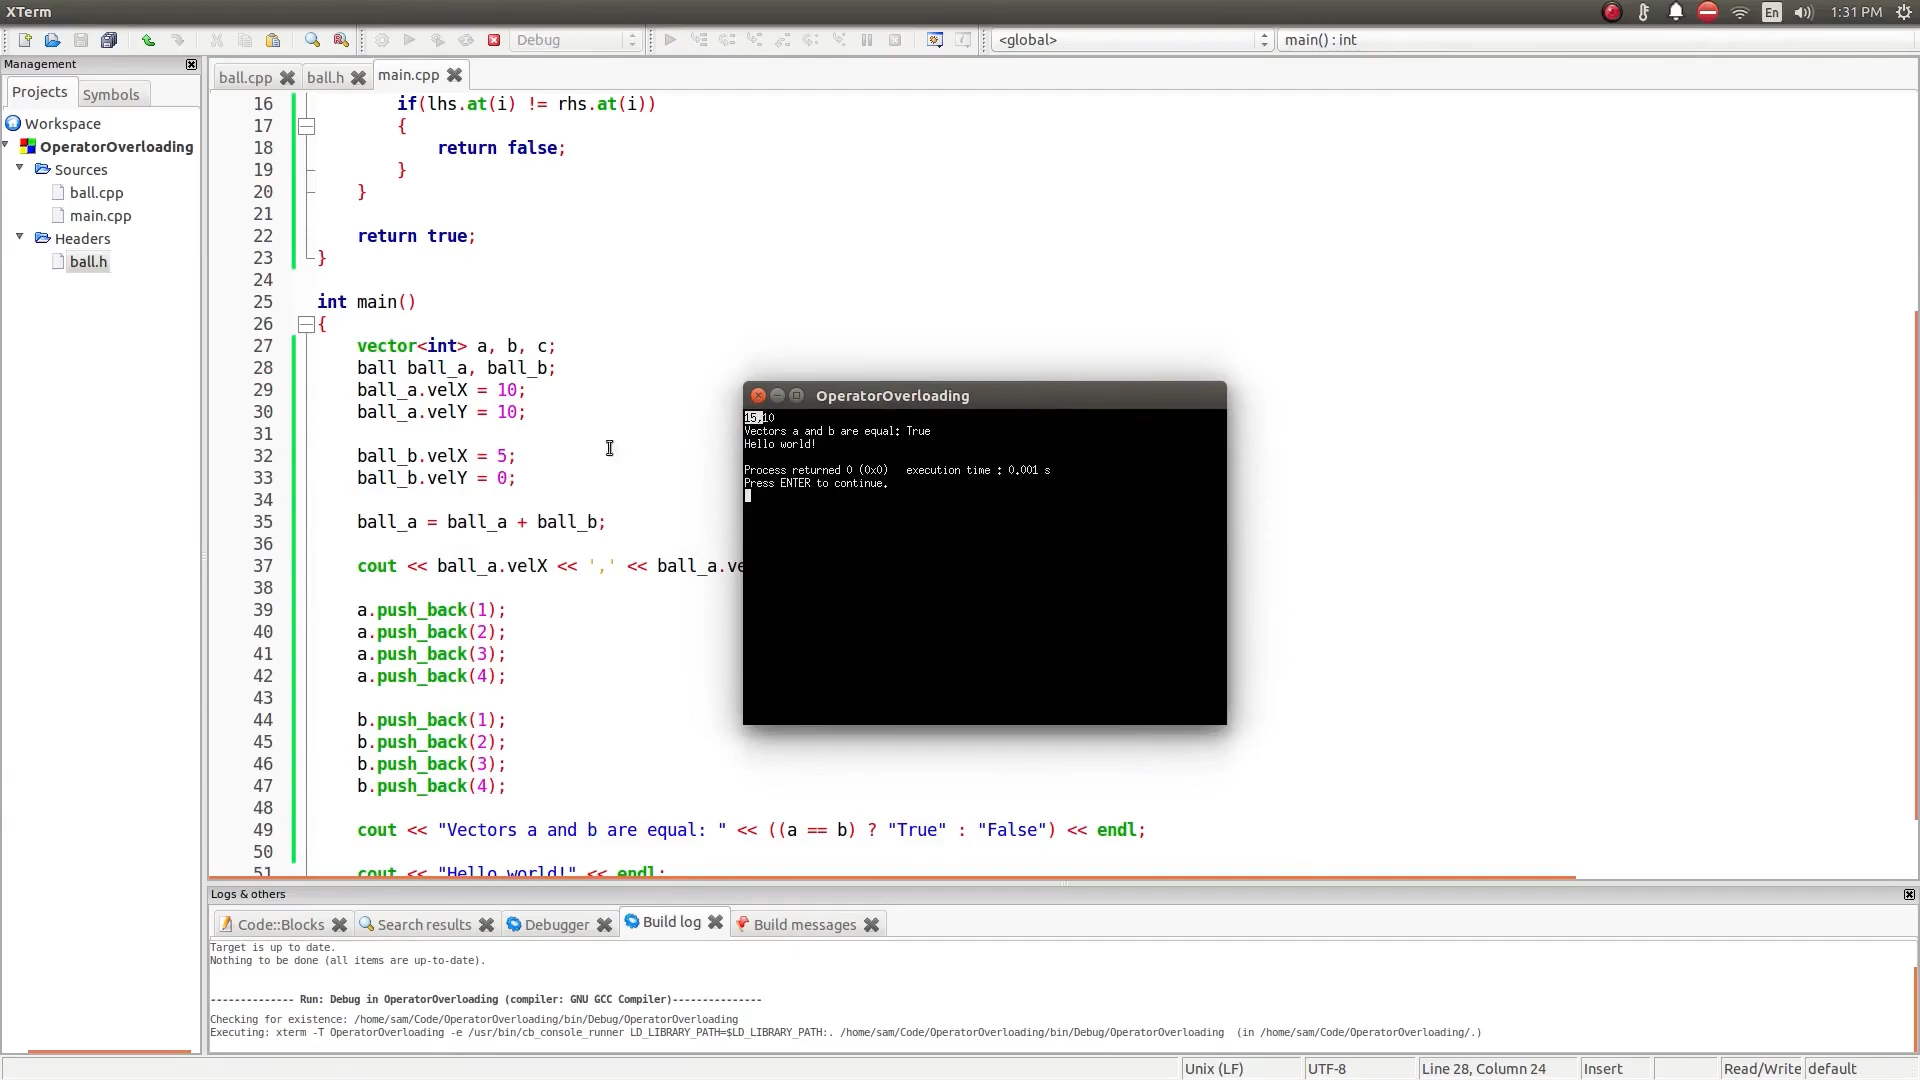 XTerm
En 1:31 PM
Debug
<global>
main() : int
Management
Projects
Symbols
Workspace
OperatorOverloading
Sources
ball.cpp
main.cpp
Headers
ball.h
ball.cpp
ball.h
main.cpp
16 if(lhs.at(i) != rhs.at(i))
17 {
18 return false;
19 }
20 }
21
22 return true;
23 }
24
25 int main()
26 {
27 vector<int> a, b, c;
28 ball ball_a, ball_b;
29 ball_a.velX = 10;
30 ball_a.velY = 10;
31
32 ball_b.velX = 5;
33 ball_b.velY = 0;
34
35 ball_a = ball_a + ball_b;
36
37 cout << ball_a.velX << ',' << ball_a.ve
38
39 a.push_back(1);
40 a.push_back(2);
41 a.push_back(3);
42 a.push_back(4);
43
44 b.push_back(1);
45 b.push_back(2);
46 b.push_back(3);
47 b.push_back(4);
48
49 cout << "Vectors a and b are equal: " << ((a == b) ? "True" : "False") << endl;
50
51 cout << "Hello world!" << endl;
OperatorOverloading
15,10
Vectors a and b are equal: True
Hello world!
Process returned 0 (0x0) execution time : 0.001 s
Press ENTER to continue.
Logs & others
Code::Blocks
Search results
Debugger
Build log
Build messages
Target is up to date.
Nothing to be done (all items are up-to-date).
-------------- Run: Debug in OperatorOverloading (compiler: GNU GCC Compiler)---------------
Checking for existence: /home/sam/Code/OperatorOverloading/bin/Debug/OperatorOverloading
Executing: xterm -T OperatorOverloading -e /usr/bin/cb_console_runner LD_LIBRARY_PATH=$LD_LIBRARY_PATH:. /home/sam/Code/OperatorOverloading/bin/Debug/OperatorOverloading (in /home/sam/Code/OperatorOverloading/.)
Unix (LF)
UTF-8
Line 28, Column 24
Insert
Read/Write
default